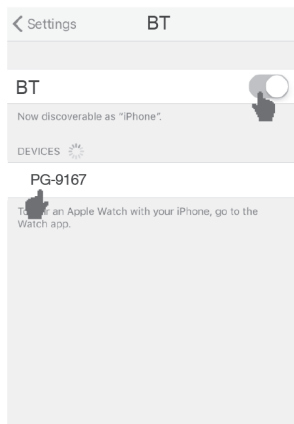 Settings
BT
BT
Now discoverable as “iPhone”.
DEVICES
PG-9167
an Apple Watch with your iPhone, go to the
Watch app.